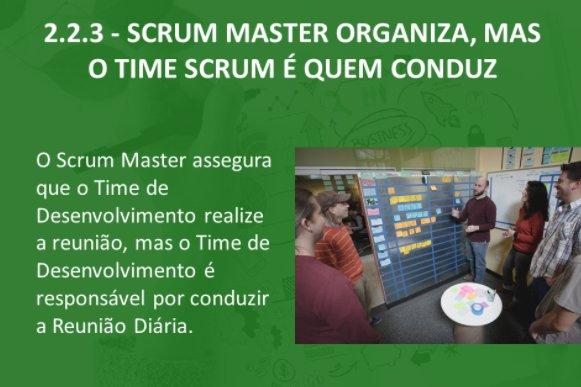 2.2.3 - SCRUM MASTER ORGANIZA, MAS
O TIME SCRUM É QUEM CONDUZ
BUSINESS
O Scrum Master assegura
que o Time de
Desenvolvimento realize
a reunião, mas o Time de
Desenvolvimento é
responsável por conduzir
a Reunião Diária.